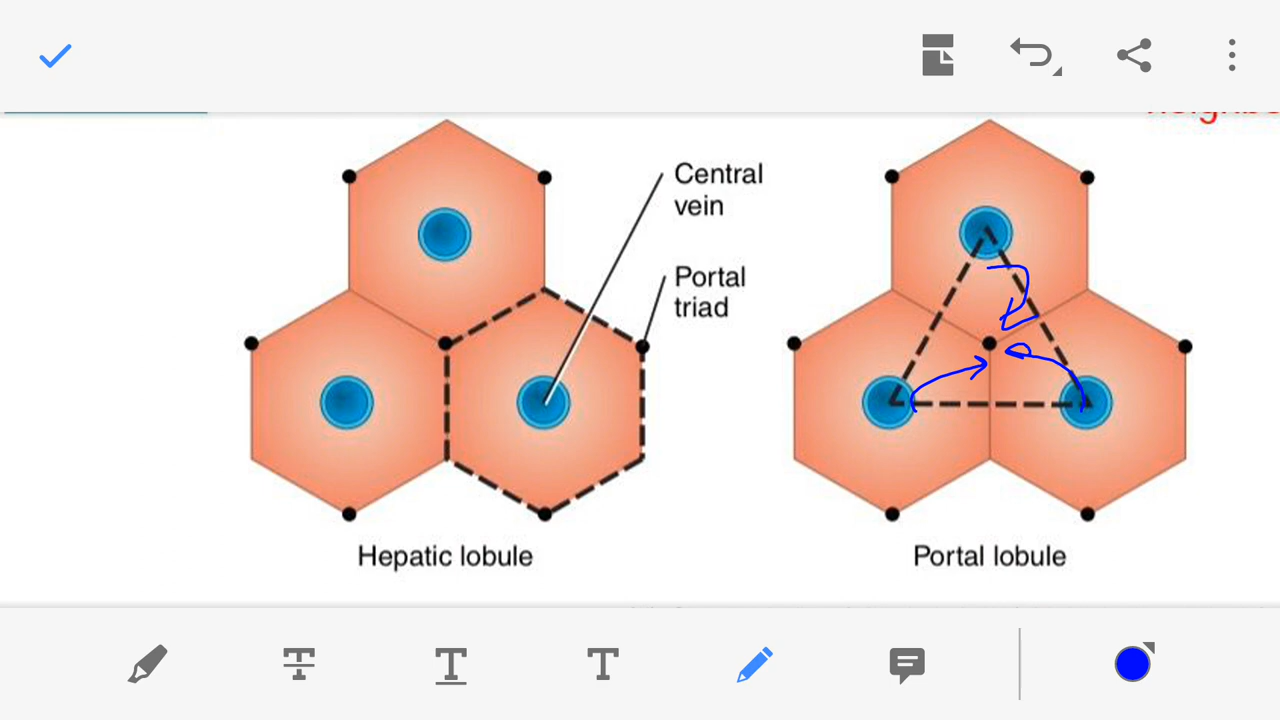 Central
vein
Portal
triad
Hepatic lobule
Portal lobule
T
T
T